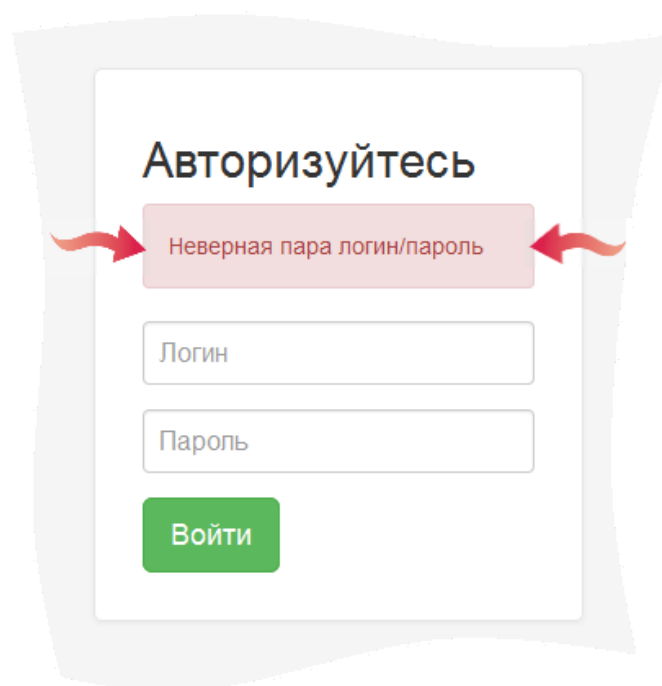 Авторизуйтесь
Неверная пара логин/пароль
Логин
Пароль
Войти